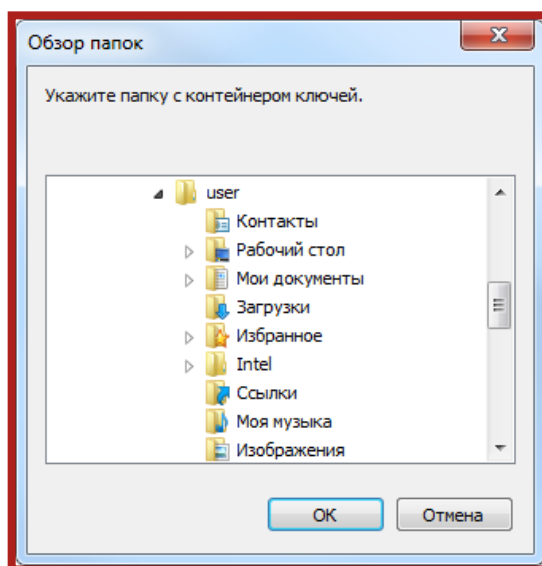 Обзор папок
Укажите папку с контейнером ключей.
user
Контакты
Рабочий стол
Мои документы
Загрузки
Избранное
Intel
Ссылки
Моя музыка
Изображения
ОК
Отмена